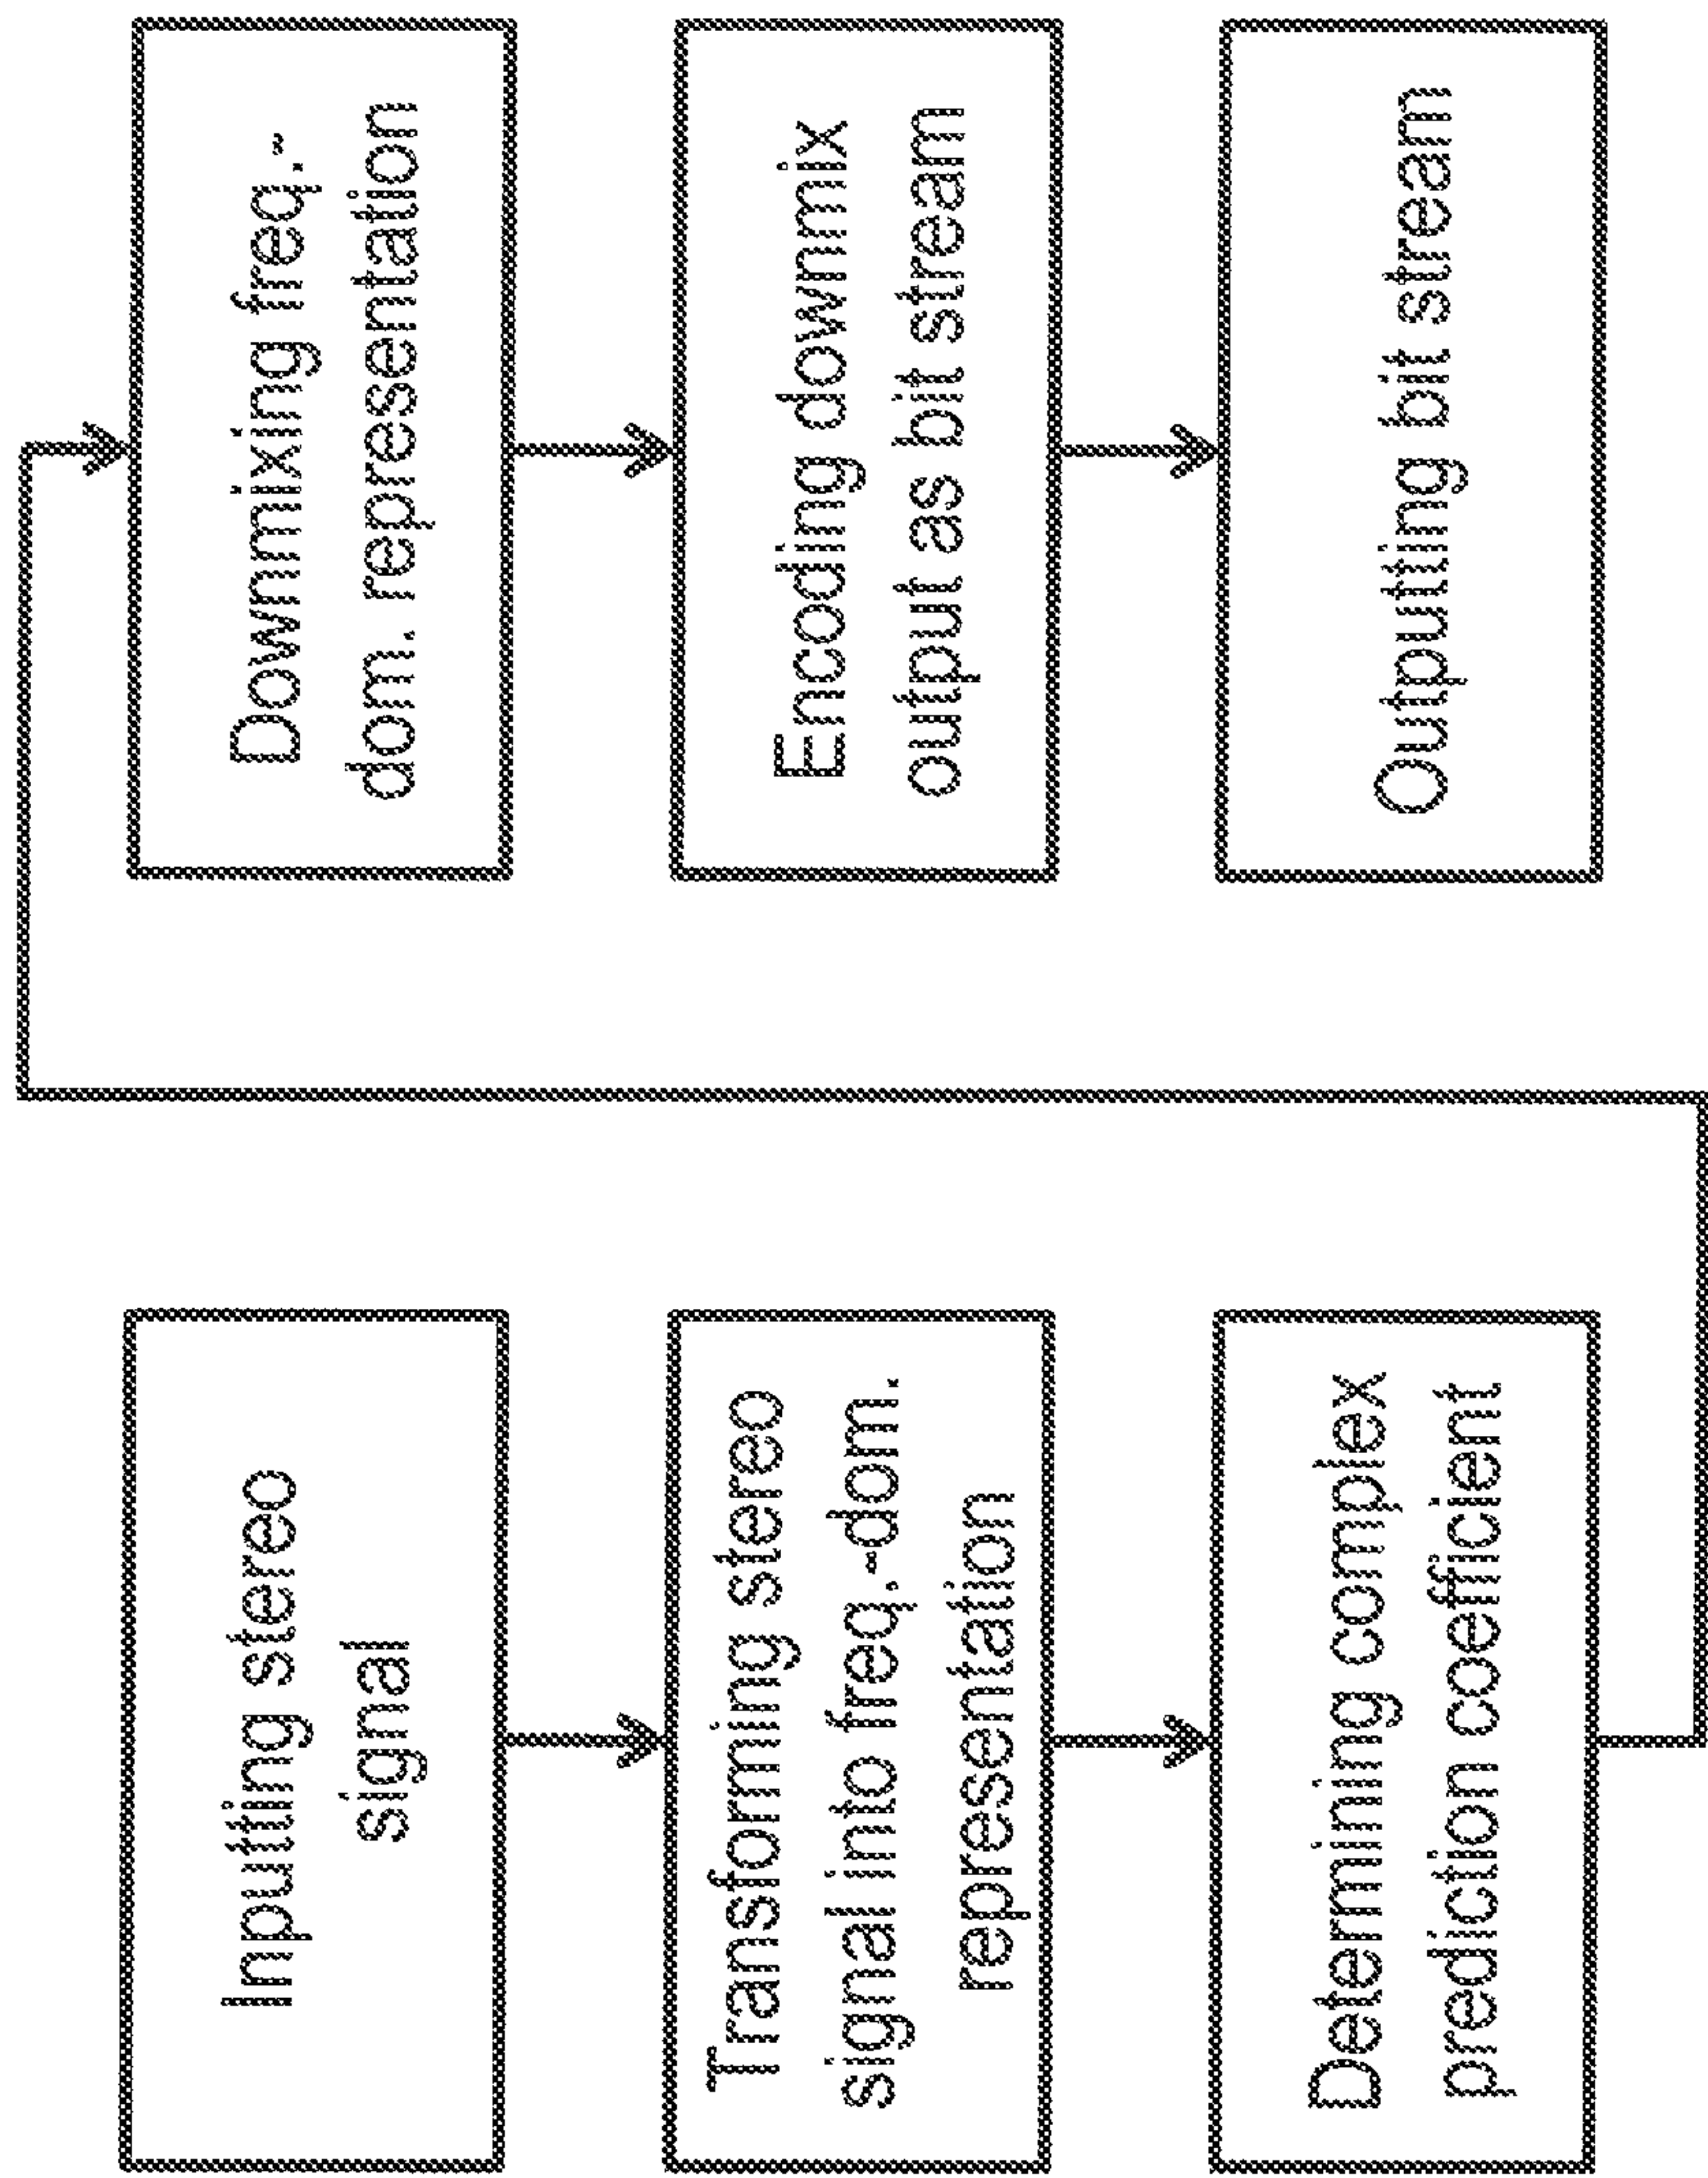 Inputting stereo
signal
Transforming stereo
signal into freq.-dom.
representation
Determining complex
prediction coefficient
Downmixing freq.-
dom. representation
Encoding downmix
output as bit stream
Outputting bit stream